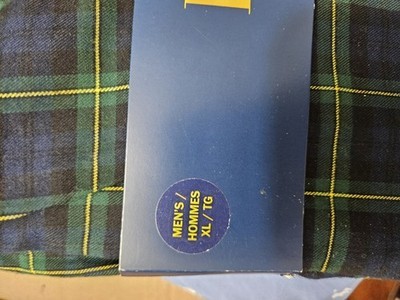 MEN'S /
HOMMES
XL / TG